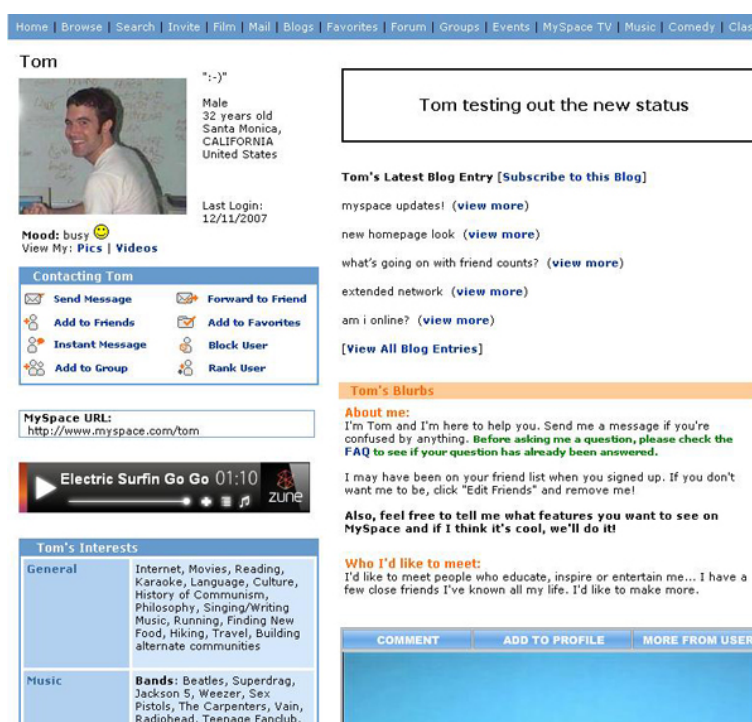 Home | Browse | Search | Invite | Film | Mail | Blogs | Favorites | Forum | Groups | Events | MySpace TV | Music | Comedy | Clas
Tom
":-)"
Male
32 years old
Santa Monica,
CALIFORNIA
United States
Last Login:
12/11/2007
Mood: busy
View My: Pics | Videos
Contacting Tom
Send Message
Forward to Friend
Add to Friends
Add to Favorites
Instant Message
Block User
Add to Group
Rank User
MySpace URL:
http://www.myspace.com/tom
Electric Surfin Go Go 01:10
zune
Tom's Interests
General
Internet, Movies, Reading,
Karaoke, Language, Culture,
History of Communism,
Philosophy, Singing/Writing
Music, Running, Finding New
Food, Hiking, Travel, Building
alternate communities
Music
Bands: Beatles, Superdrag,
Jackson 5, Weezer, Sex
Pistols, The Carpenters, Vain,
Radiohead, Teenage Fanclub,
Tom testing out the new status
Tom's Latest Blog Entry [Subscribe to this Blog]
myspace updates! (view more)
new homepage look (view more)
what's going on with friend counts? (view more)
extended network (view more)
am i online? (view more)
[View All Blog Entries]
Tom's Blurbs
About me:
I'm Tom and I'm here to help you. Send me a message if you're
confused by anything. Before asking me a question, please check the
FAQ to see if your question has already been answered.
I may have been on your friend list when you signed up. If you don't
want me to be, click "Edit Friends" and remove me!
Also, feel free to tell me what features you want to see on
MySpace and if I think it's cool, we'll do it!
Who I'd like to meet:
I'd like to meet people who educate, inspire or entertain me... I have a
few close friends I've known all my life. I'd like to make more.
COMMENT
ADD TO PROFILE
MORE FROM USER